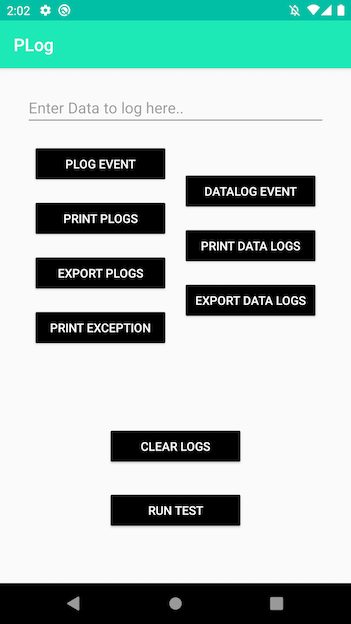 2:02
PLog
Enter Data to log here..
PLOG EVENT
DATALOG EVENT
PRINT PLOGS
PRINT DATA LOGS
EXPORT PLOGS
EXPORT DATA LOGS
PRINT EXCEPTION
CLEAR LOGS
RUN TEST